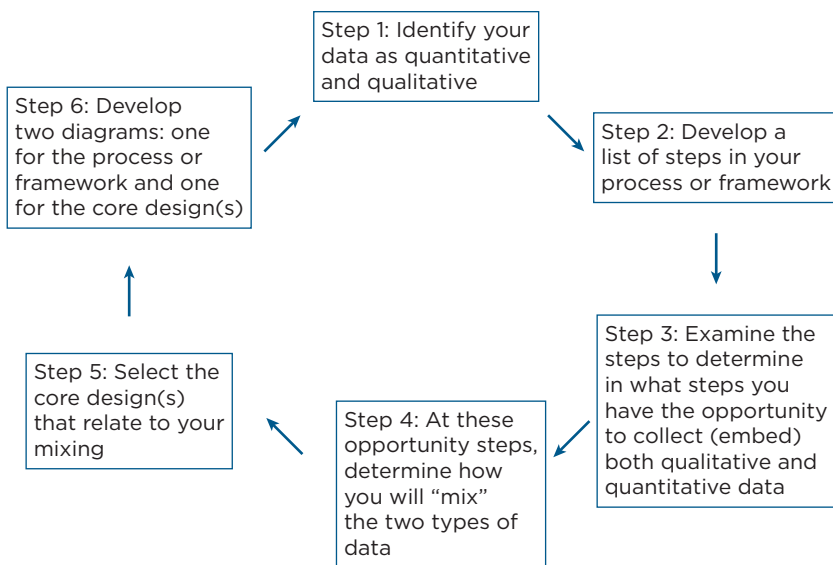 Step 1: Identify your
data as quantitative
and qualitative
Step 2: Develop a
list of steps in your
process or framework
Step 3: Examine the
steps to determine
in what steps you
have the opportunity
to collect (embed)
both qualitative and
quantitative data
Step 4: At these
opportunity steps,
determine how
you will “mix”
the two types of
data
Step 5: Select the
core design(s)
that relate to your
mixing
Step 6: Develop
two diagrams: one
for the process or
framework and one
for the core design(s)